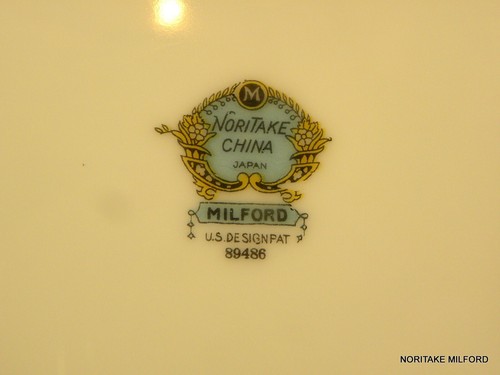 M
NORITAKE
CHINA
JAPAN
MILFORD
U.S. DESIGN PAT
89486
NORITAKE MILFORD